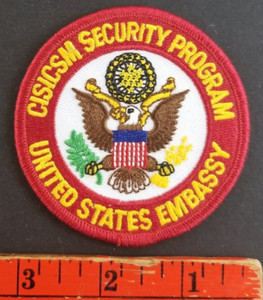 CISICSM SECURITY PROGRAM
UNITED STATES EMBASSY
3 2 1